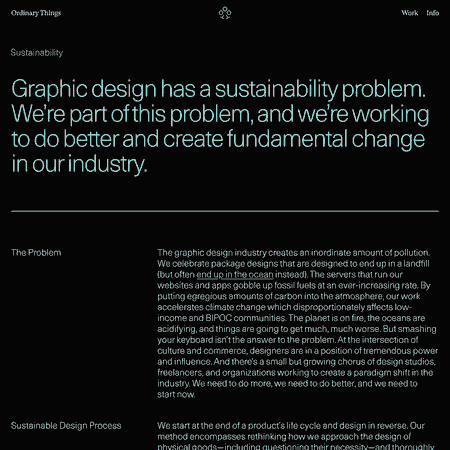 Ordinary Things
Work Info
Sustainability
Graphic design has a sustainability problem.
We're part of this problem, and we're working
to do better and create fundamental change
in our industry.
The Problem
The graphic design industry creates an inordinate amount of pollution.
We celebrate package designs that are designed to end up in a landfill
(but often end up in the ocean instead). The servers that run our
websites and apps gobble up fossil fuels at an ever-increasing rate. By
putting egregious amounts of carbon into the atmosphere, our work
accelerates climate change which disproportionately affects low-
income and BIPOC communities. The planet is on fire, the oceans are
acidifying, and things are going to get much, much worse. But smashing
your keyboard isn't the answer to the problem. At the intersection of
culture and commerce, designers are in a position of tremendous power
and influence. And there's a small but growing chorus of design studios,
freelancers, and organizations working to create a paradigm shift in the
industry. We need to do more, we need to do better, and we need to
start now.
Sustainable Design Process
We start at the end of a product's life cycle and design in reverse. Our
method encompasses rethinking how we approach the design of
physical goods—including questioning their necessity—and thoroughly